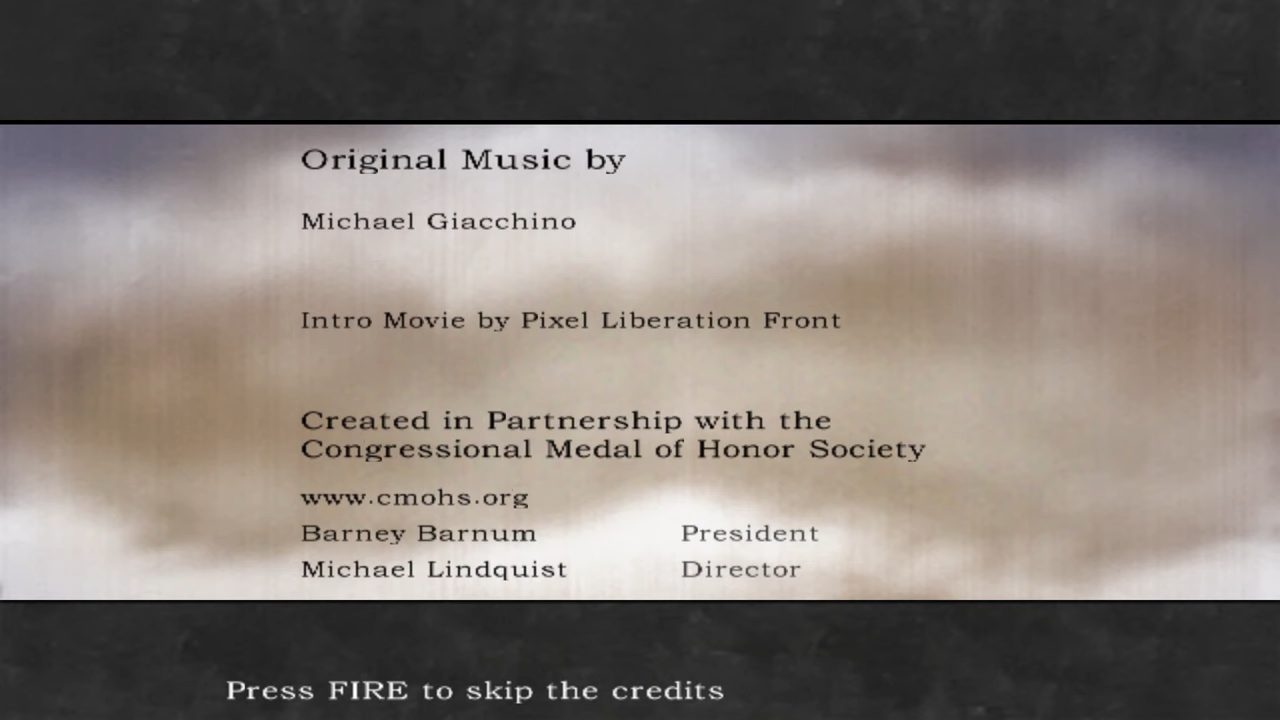 Original Music by
Michael Giacchino
Intro Movie by Pixel Liberation Front
Created in Partnership with the
Congressional Medal of Honor Society
www.cmohs.org
Barney Barnum President
Michael Lindquist Director
Press FIRE to skip the credits